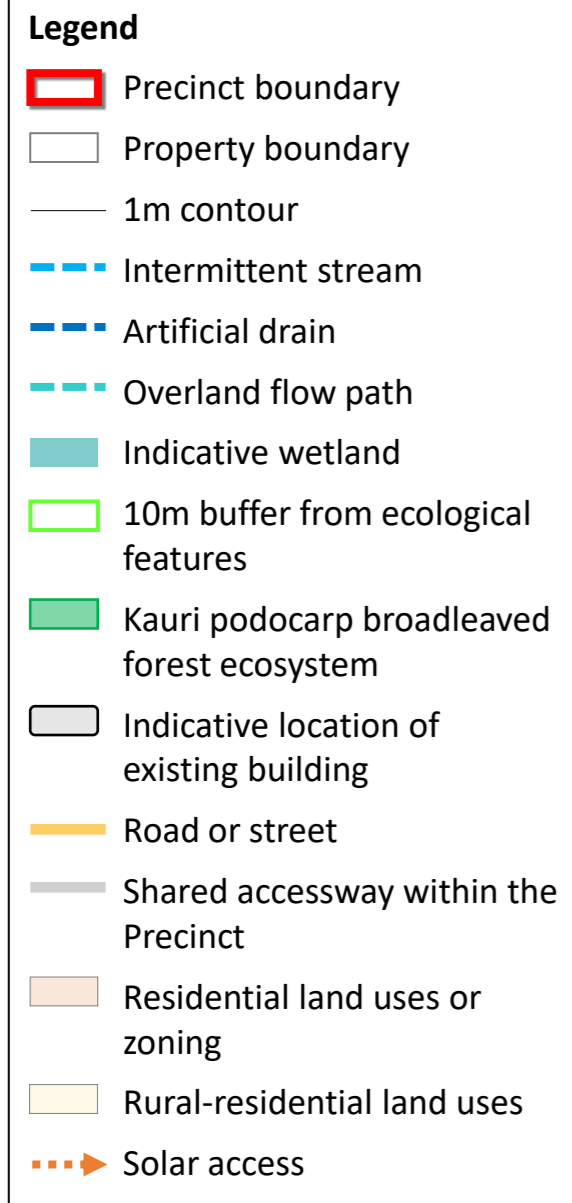 Legend
Precinct boundary
Property boundary
1m contour
Intermittent stream
Artificial drain
Overland flow path
Indicative wetland
10m buffer from ecological
features
Kauri podocarp broadleaved
forest ecosystem
Indicative location of
existing building
Road or street
Shared accessway within the
Precinct
Residential land uses or
zoning
Rural-residential land uses
Solar access